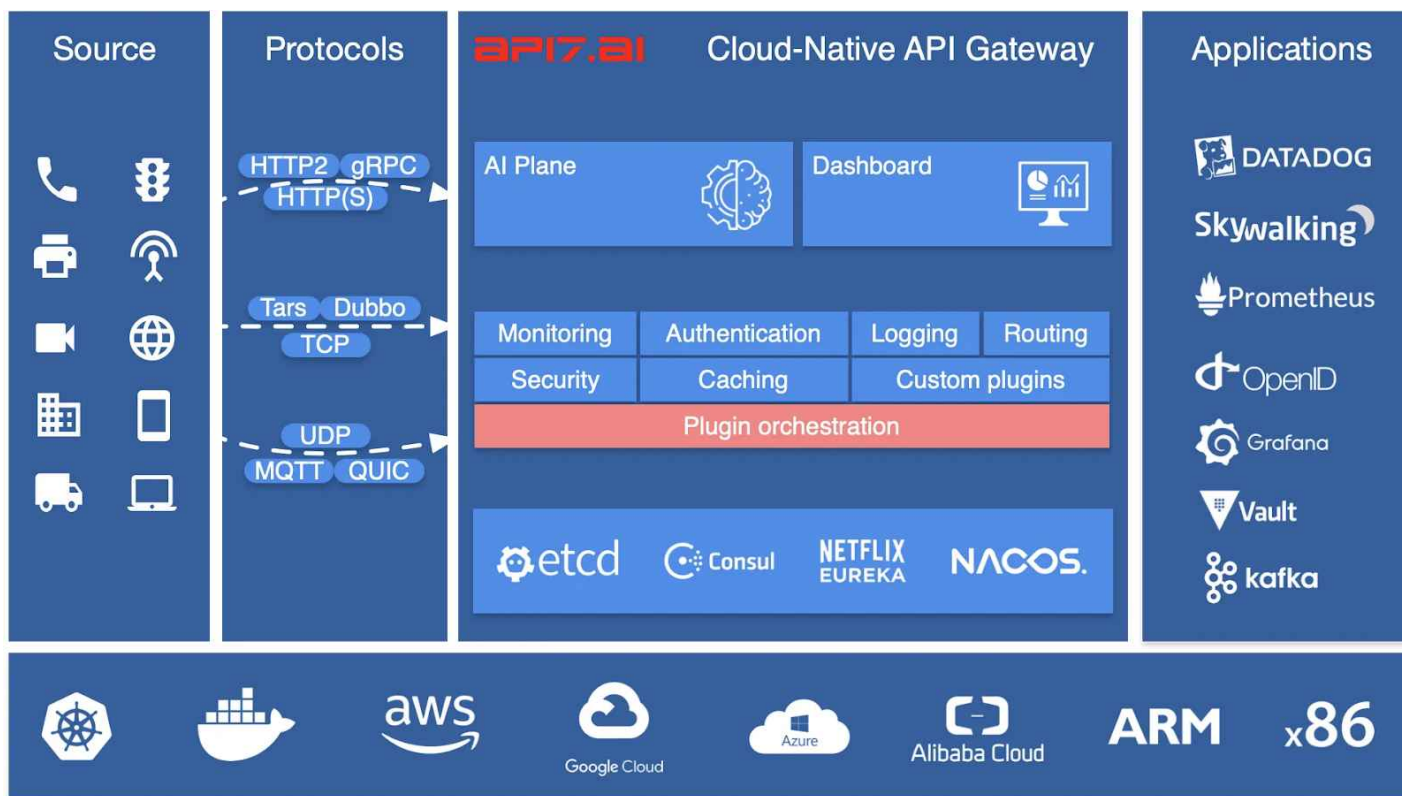 Source
Protocols
HTTP2 gRPC
HTTP(S)
Tars Dubbo
TCP
UDP
MQTT QUIC
API7.AI Cloud-Native API Gateway
AI Plane
Dashboard
Monitoring Authentication Logging Routing
Security Caching Custom plugins
Plugin orchestration
etcd Consul NETFLIX EUREKA NACOS.
Applications
DATADOG
Skywalking
Prometheus
OpenID
Grafana
Vault
kafka
aws Google Cloud Azure Alibaba Cloud ARM x86